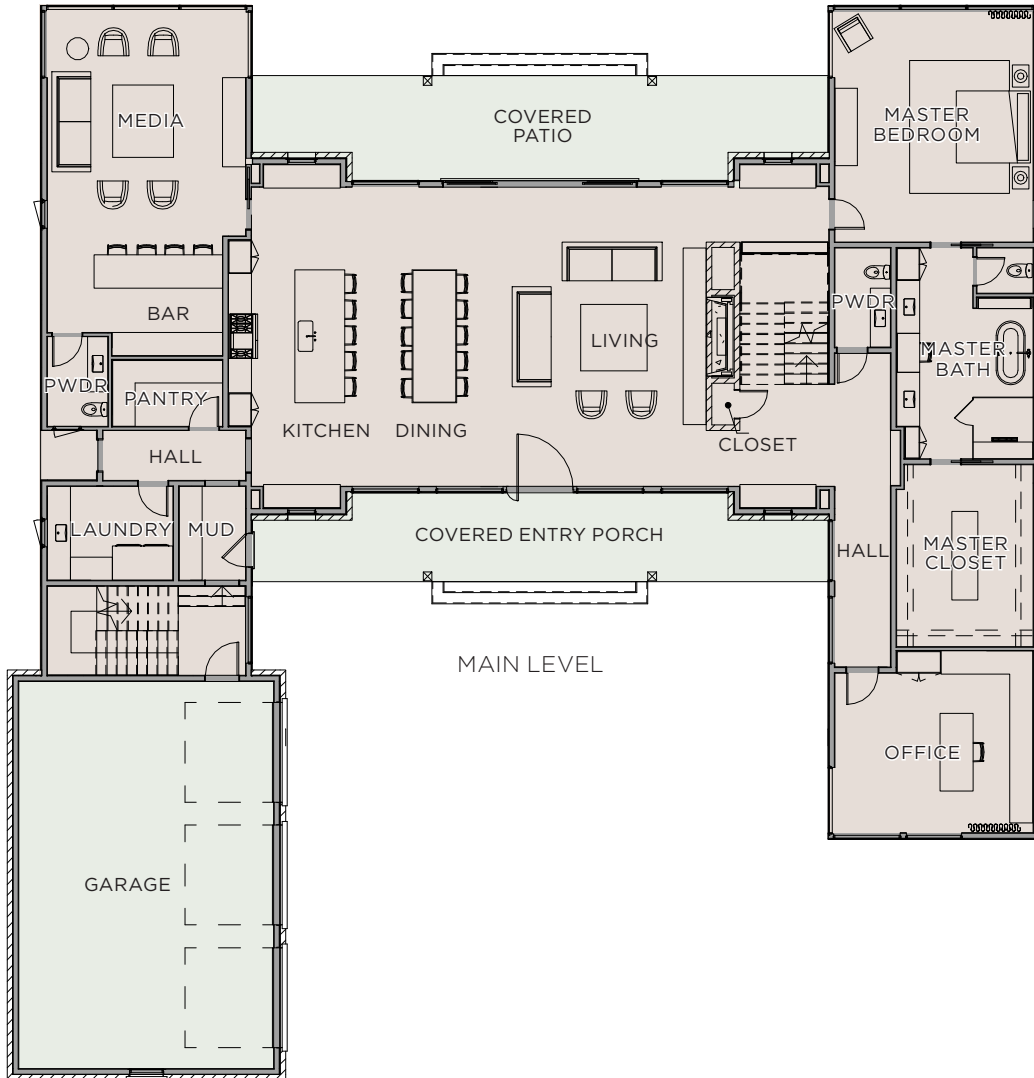 MEDIA
COVERED
PATIO
MASTER
BEDROOM
BAR
PWDR
LIVING
MASTER
BATH
PWDR
PANTRY
KITCHEN
DINING
CLOSET
HALL
LAUNDRY
MUD
COVERED ENTRY PORCH
HALL
MASTER
CLOSET
MAIN LEVEL
OFFICE
GARAGE